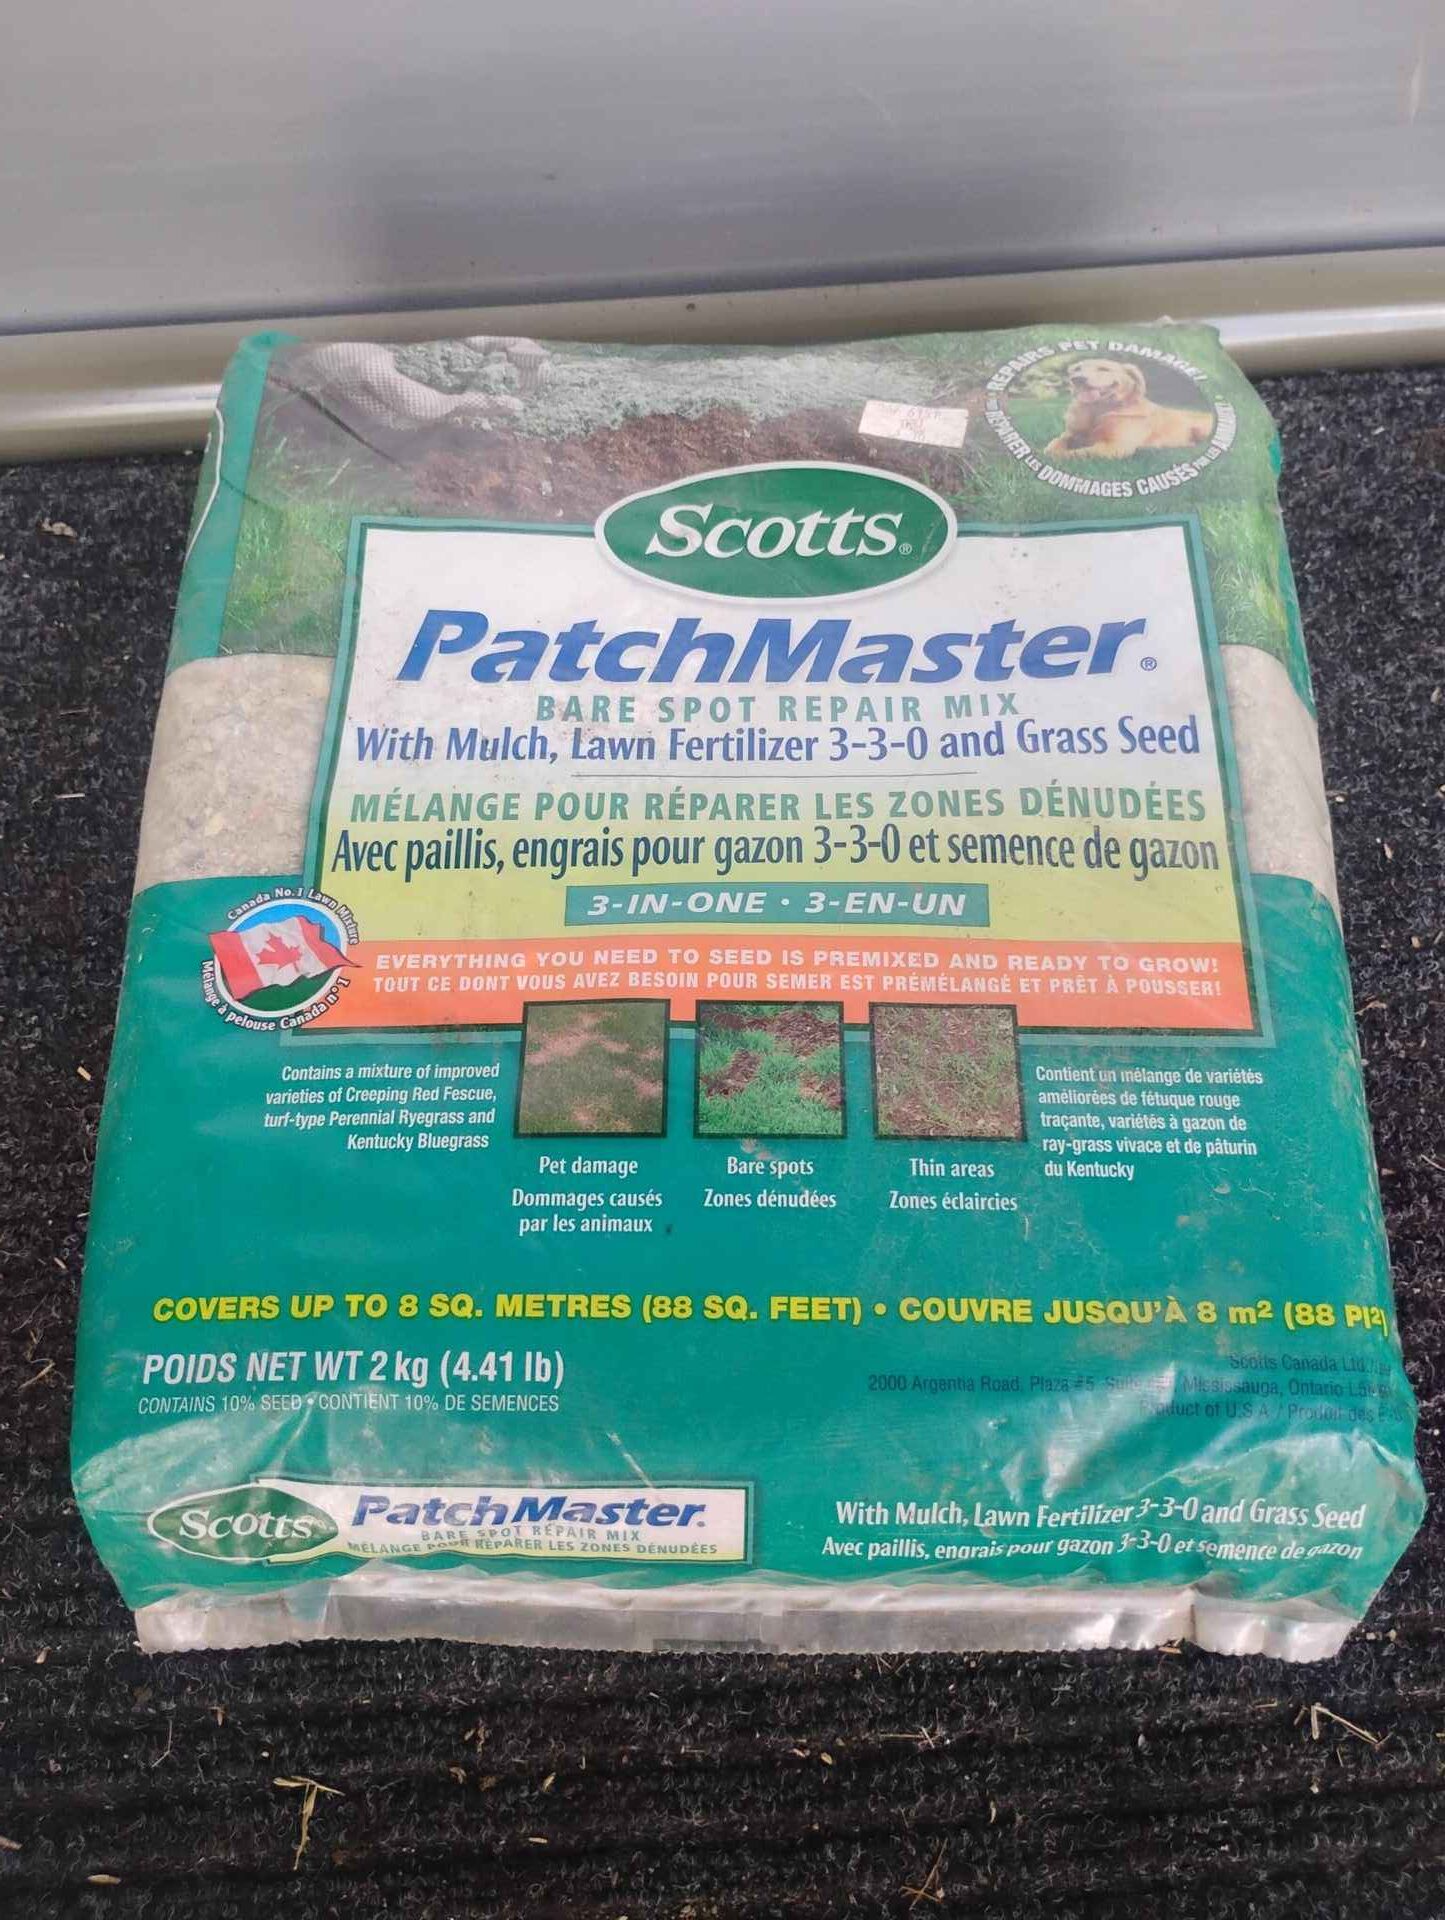 REPAIRS PET DAMAGE!
RÉPARER LES DOMMAGES CAUSÉS PAR LES ANIMAUX!
Scotts®
PatchMaster®
BARE SPOT REPAIR MIX
With Mulch, Lawn Fertilizer 3-3-0 and Grass Seed
MÉLANGE POUR RÉPARER LES ZONES DÉNUDÉES
Avec paillis, engrais pour gazon 3-3-0 et semence de gazon
3-IN-ONE • 3-EN-UN
Canada No.1 Lawn Mixture
Mélange à pelouse Canada nº 1
EVERYTHING YOU NEED TO SEED IS PREMIXED AND READY TO GROW!
TOUT CE DONT VOUS AVEZ BESOIN POUR SEMER EST PRÉMÉLANGÉ ET PRÊT À POUSSER!
Contains a mixture of improved
varieties of Creeping Red Fescue,
turf-type Perennial Ryegrass and
Kentucky Bluegrass
Pet damage
Dommages causés
par les animaux
Bare spots
Zones dénudées
Thin areas
Zones éclaircies
Contient un mélange de variétés
améliorées de fétuque rouge
traçante, variétés à gazon de
ray-grass vivace et de pâturin
du Kentucky
COVERS UP TO 8 SQ. METRES (88 SQ. FEET) • COUVRE JUSQU'À 8 m² (88 PI²)
POIDS NET WT 2 kg (4.41 lb)
CONTAINS 10% SEED • CONTIENT 10% DE SEMENCES
Scotts Canada Ltd.
2000 Argentia Road, Plaza #5 Mississauga, Ontario
Product of U.S.A. / Produit des
Scotts
PatchMaster.
BARE SPOT REPAIR MIX
MÉLANGE POUR RÉPARER LES ZONES DÉNUDÉES
With Mulch, Lawn Fertilizer 3-3-0 and Grass Seed
Avec paillis, engrais pour gazon 3-3-0 et semence de gazon